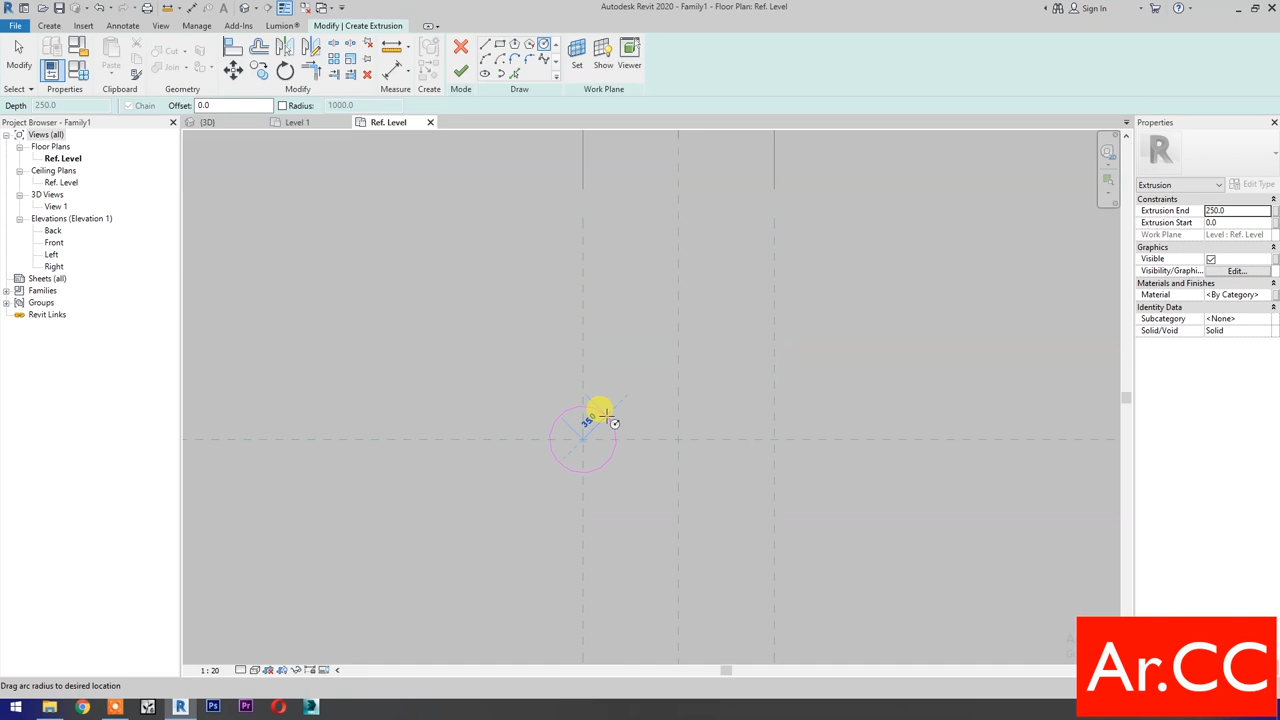 Autodesk Revit 2020 - Family1 - Floor Plan: Ref. Level
Sign In
File Create Insert Annotate View Manage Add-Ins Lumion® Modify | Create Extrusion
Modify Paste Cut Join Create Set Show Viewer
Select Properties Clipboard Geometry Modify Measure Create Mode Draw Work Plane
Depth 250.0 Chain Offset: 0.0 Radius: 1000.0
Project Browser - Family1
{3D} Level 1 Ref. Level
Properties
Views (all)
Floor Plans
Ref. Level
Ceiling Plans
Ref. Level
3D Views
View 1
Elevations (Elevation 1)
Back
Front
Left
Right
Sheets (all)
Families
Groups
Revit Links
35.0
Edit Type
Extrusion
Constraints
Extrusion End 250.0
Extrusion Start 0.0
Work Plane Level : Ref. Level
Graphics
Visible
Visibility/Graphi... Edit...
Materials and Finishes
Material <By Category>
Identity Data
Subcategory <None>
Solid/Void Solid
1 : 20
Drag arc radius to desired location
Ar.CC